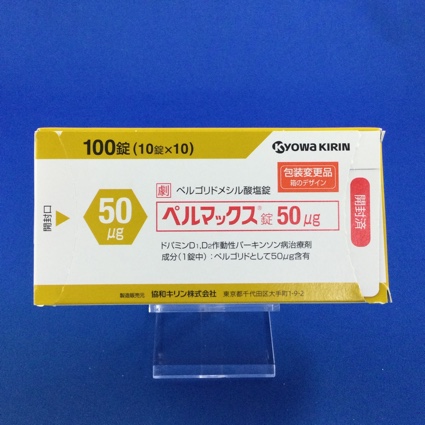 100錠(10錠×10)
KYOWA KIRIN
包装変更品
箱のデザイン
劇 ペルゴリドメシル酸塩錠
開封口
50
μg
ペルマックス®錠 50μg
開封済
ドパミンD1,D2作動性パーキンソン病治療剤
成分(1錠中):ペルゴリドとして50μg含有
製造販売元 協和キリン株式会社 東京都千代田区大手町1-9-2